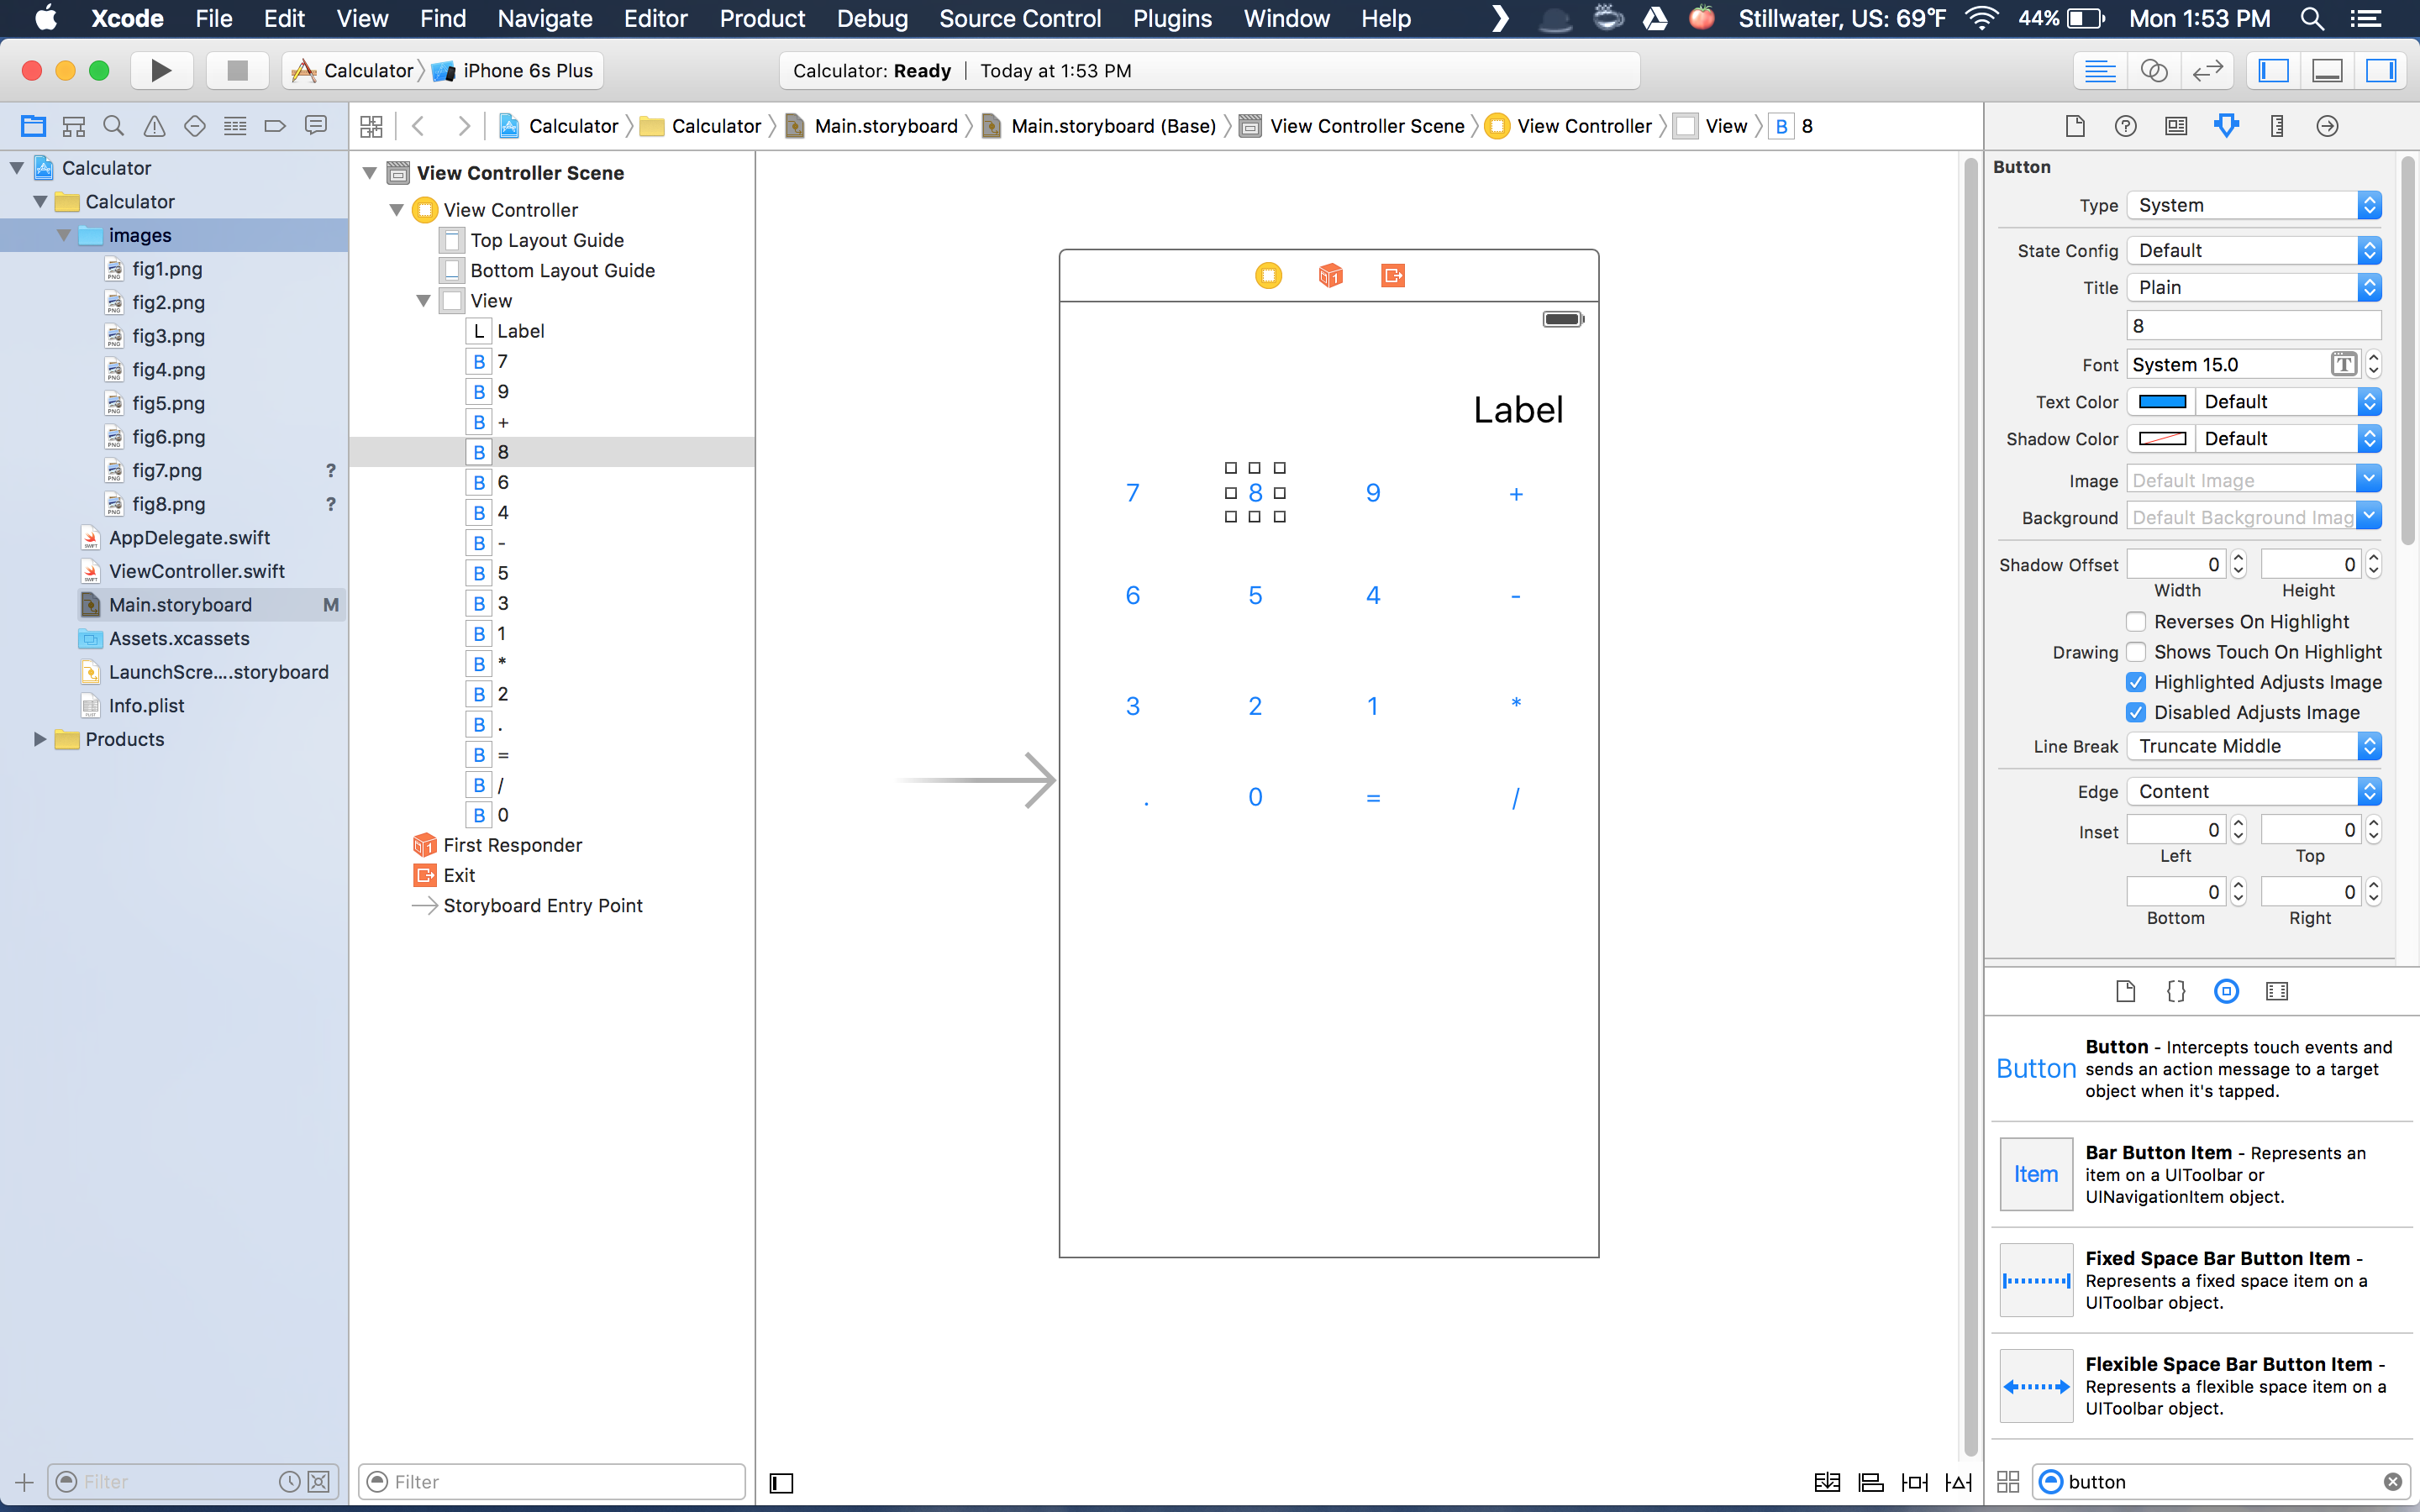 Xcode File Edit View Find Navigate Editor Product Debug Source Control Plugins Window Help Stillwater, US: 69°F 44% Mon 1:53 PM
Calculator iPhone 6s Plus
Calculator: Ready Today at 1:53 PM
Calculator Calculator Main.storyboard Main.storyboard (Base) View Controller Scene View Controller View B 8
Calculator
Calculator
images
fig1.png
fig2.png
fig3.png
fig4.png
fig5.png
fig6.png
fig7.png ?
fig8.png ?
AppDelegate.swift
ViewController.swift
Main.storyboard M
Assets.xcassets
LaunchScre....storyboard
Info.plist
Products
Filter
View Controller Scene
View Controller
Top Layout Guide
Bottom Layout Guide
View
L Label
B 7
B 9
B +
B 8
B 6
B 4
B -
B 5
B 3
B 1
B *
B 2
B .
B =
B /
B 0
First Responder
Exit
Storyboard Entry Point
Filter
Label
7 8 9 +
6 5 4 -
3 2 1 *
. 0 = /
Button
Type System
State Config Default
Title Plain
8
Font System 15.0 T
Text Color Default
Shadow Color Default
Image Default Image
Background Default Background Imag
Shadow Offset 0 0
Width Height
Reverses On Highlight
Drawing Shows Touch On Highlight
Highlighted Adjusts Image
Disabled Adjusts Image
Line Break Truncate Middle
Edge Content
Inset 0 0
Left Top
0 0
Bottom Right
Button
Button - Intercepts touch events and
sends an action message to a target
object when it's tapped.
Item
Bar Button Item - Represents an
item on a UIToolbar or
UINavigationItem object.
Fixed Space Bar Button Item -
Represents a fixed space item on a
UIToolbar object.
Flexible Space Bar Button Item -
Represents a flexible space item on a
UIToolbar object.
button